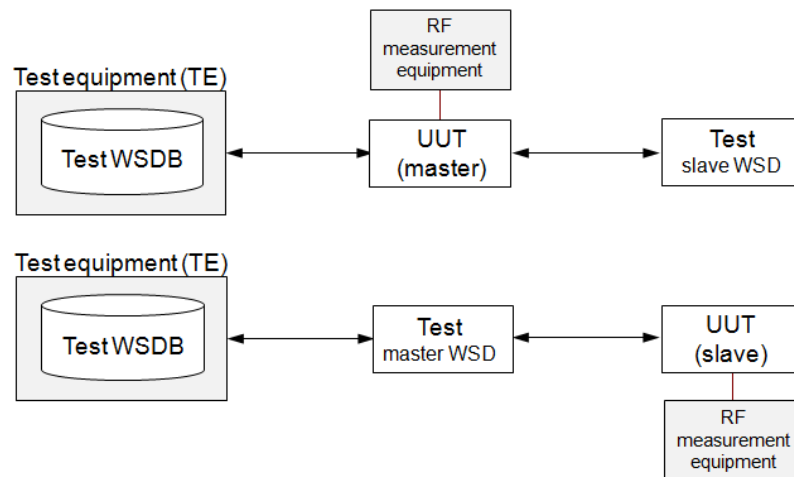 RF
measurement
equipment
Test equipment (TE)
Test WSDB
UUT
(master)
Test
slave WSD
Test equipment (TE)
Test WSDB
Test
master WSD
UUT
(slave)
RF
measurement
equipment